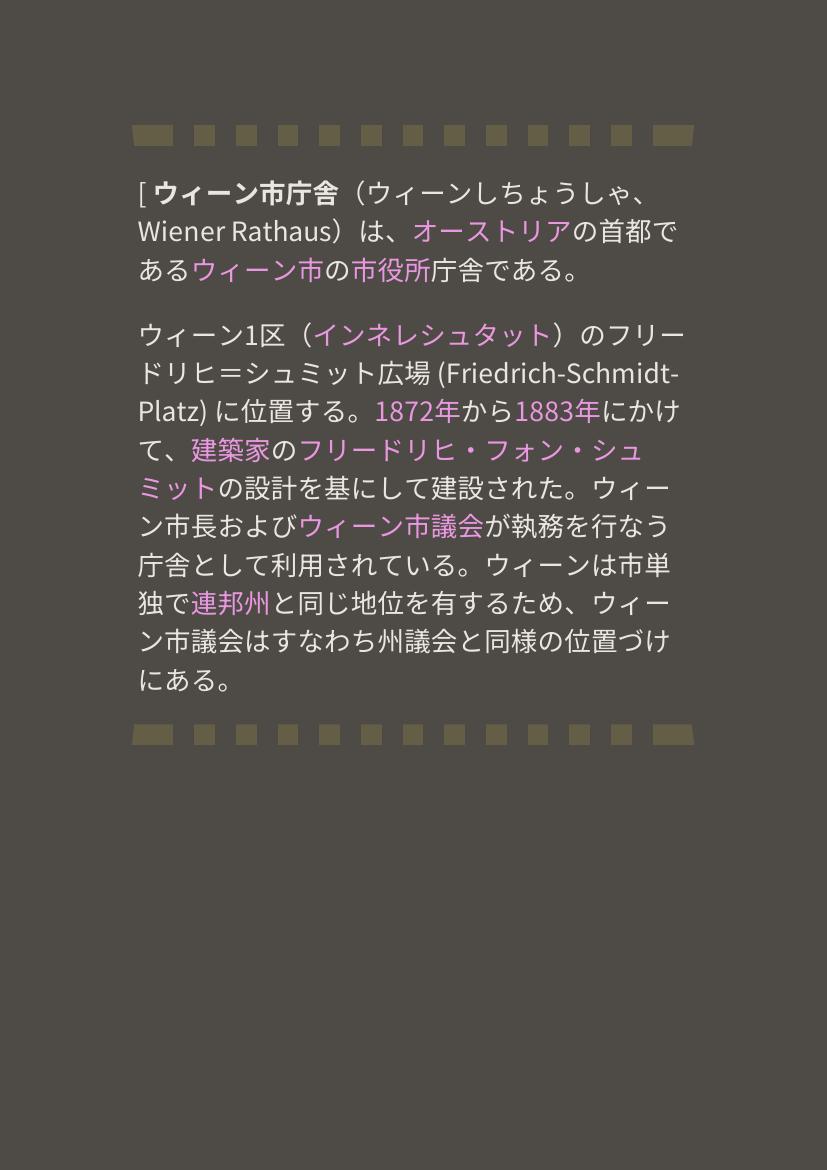 [ ウィーン市庁舎（ウィーンしちょうしゃ、
Wiener Rathaus）は、オーストリアの首都で
あるウィーン市の市役所庁舎である。
ウィーン1区（インネレシュタット）のフリー
ドリヒ＝シュミット広場 (Friedrich-Schmidt-
Platz) に位置する。1872年から1883年にかけ
て、建築家のフリードリヒ・フォン・シュ
ミットの設計を基にして建設された。ウィー
ン市長およびウィーン市議会が執務を行なう
庁舎として利用されている。ウィーンは市単
独で連邦州と同じ地位を有するため、ウィー
ン市議会はすなわち州議会と同様の位置づけ
にある。